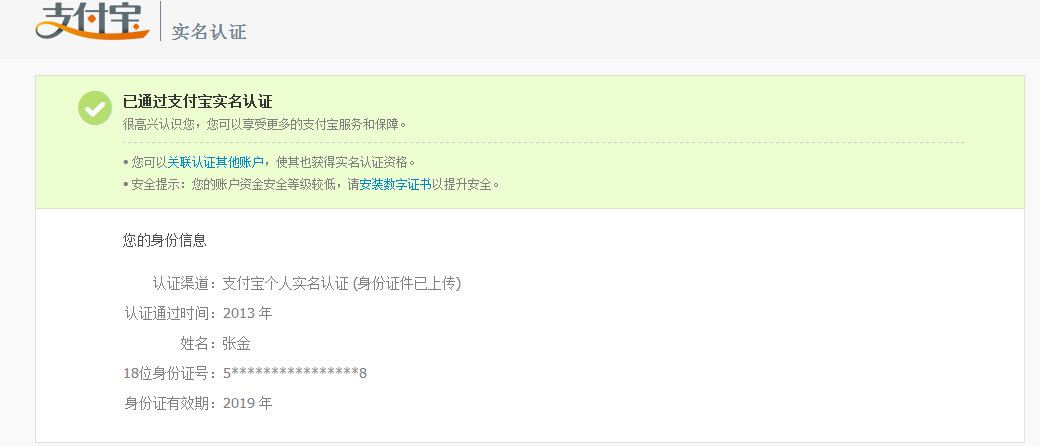 支付宝
实名认证
已通过支付宝实名认证
很高兴认识您，您可以享受更多的支付宝服务和保障。
• 您可以关联认证其他账户，使其也获得实名认证资格。
• 安全提示：您的账户资金安全等级较低，请安装数字证书以提升安全。
您的身份信息
认证渠道：支付宝个人实名认证 (身份证件已上传)
认证通过时间：2013 年
姓名：张金
18位身份证号：5****************8
身份证有效期：2019 年